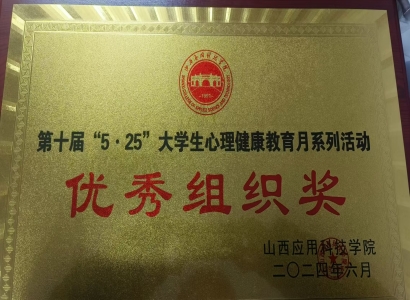 第十届“5·25”大学生心理健康教育月系列活动
优秀组织奖
山西应用科技学院
二〇二四年六月